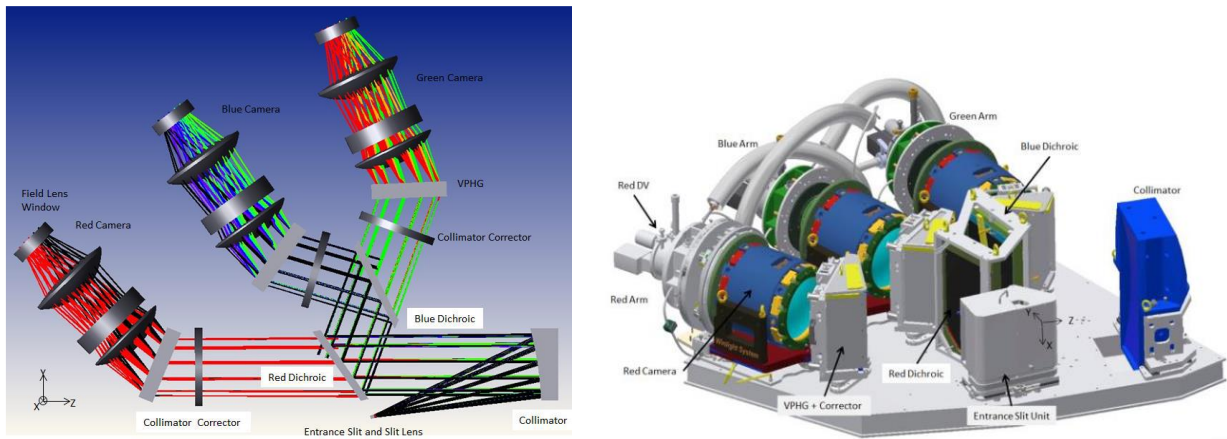 Green Camera
Blue Camera
VPHG
Field Lens
Window
Red Camera
Collimator Corrector
Blue Dichroic
Red Dichroic
Y
X
Z
Collimator Corrector
Entrance Slit and Slit Lens
Collimator
Green Arm
Blue Arm
Blue Dichroic
Red DV
Collimator
Red Arm
Winlight System
Y
Z
X
Red Camera
Red Dichroic
VPHG + Corrector
Entrance Slit Unit